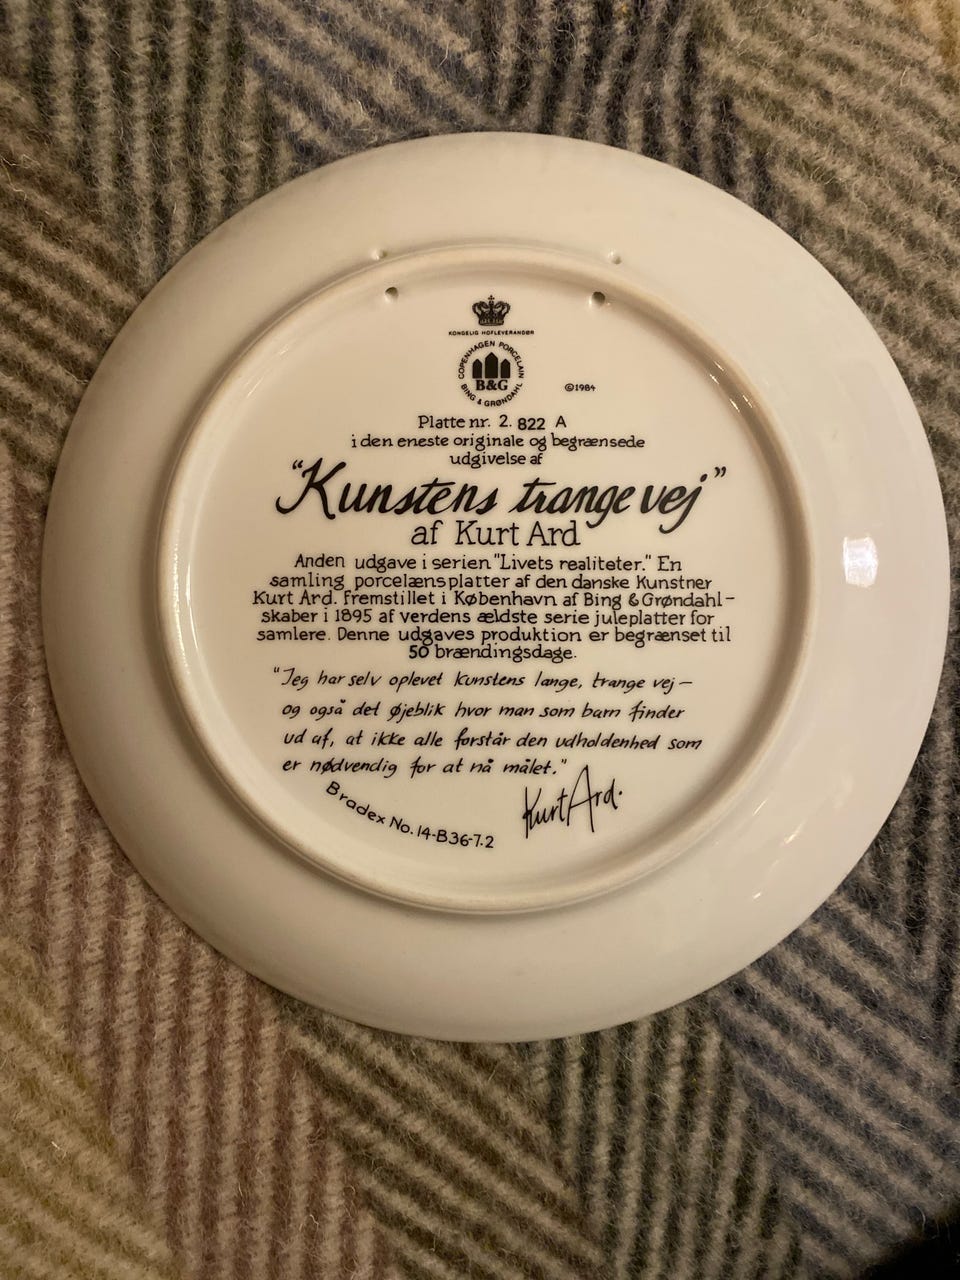 KONGELIG HOFLEVERANDØR
COPENHAGEN PORCELAIN
B&G
BING & GRØNDAHL
©1984
Platte nr. 2. 822 A
i den eneste originale og begrænsede
udgivelse af
"Kunstens trange vej"
af Kurt Ard
Anden udgave i serien "Livets realiteter." En
samling porcelænsplatter af den danske Kunstner
Kurt Ard. Fremstillet i København af Bing & Grøndahl-
skaber i 1895 af verdens ældste serie juleplatter for
samlere. Denne udgaves produktion er begrænset til
50 brændingsdage.
"Jeg har selv oplevet Kunstens lange, trange vej —
og også det øjeblik hvor man som barn finder
ud af, at ikke alle forstår den udholdenhed som
er nødvendig for at nå målet."
Kurt Ard.
Bradex No. 14-B36-7.2